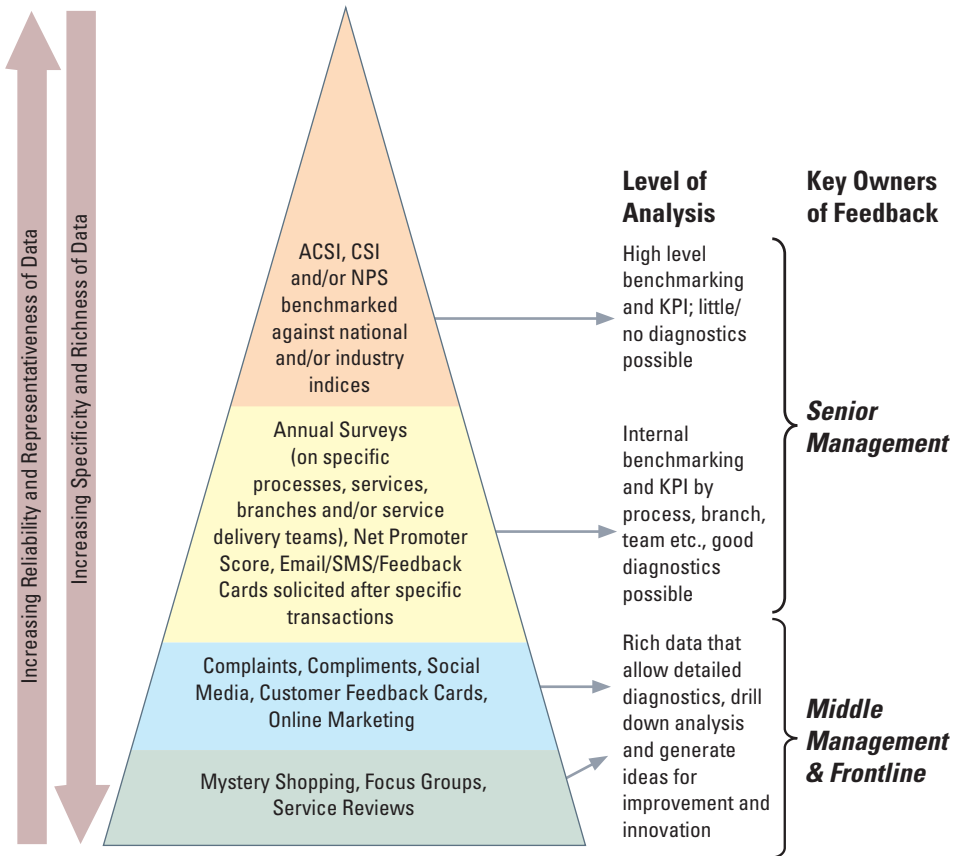 Increasing Reliability and Representativeness of Data
Increasing Specificity and Richness of Data
ACSI, CSI
and/or NPS
benchmarked
against national
and/or industry
indices
Annual Surveys
(on specific
processes, services,
branches and/or service
delivery teams), Net Promoter
Score, Email/SMS/Feedback
Cards solicited after specific
transactions
Complaints, Compliments, Social
Media, Customer Feedback Cards,
Online Marketing
Mystery Shopping, Focus Groups,
Service Reviews
Level of
Analysis
High level
benchmarking
and KPI; little/
no diagnostics
possible
Internal
benchmarking
and KPI by
process, branch,
team etc., good
diagnostics
possible
Rich data that
allow detailed
diagnostics, drill
down analysis
and generate
ideas for
improvement and
innovation
Key Owners
of Feedback
Senior
Management
Middle
Management
& Frontline